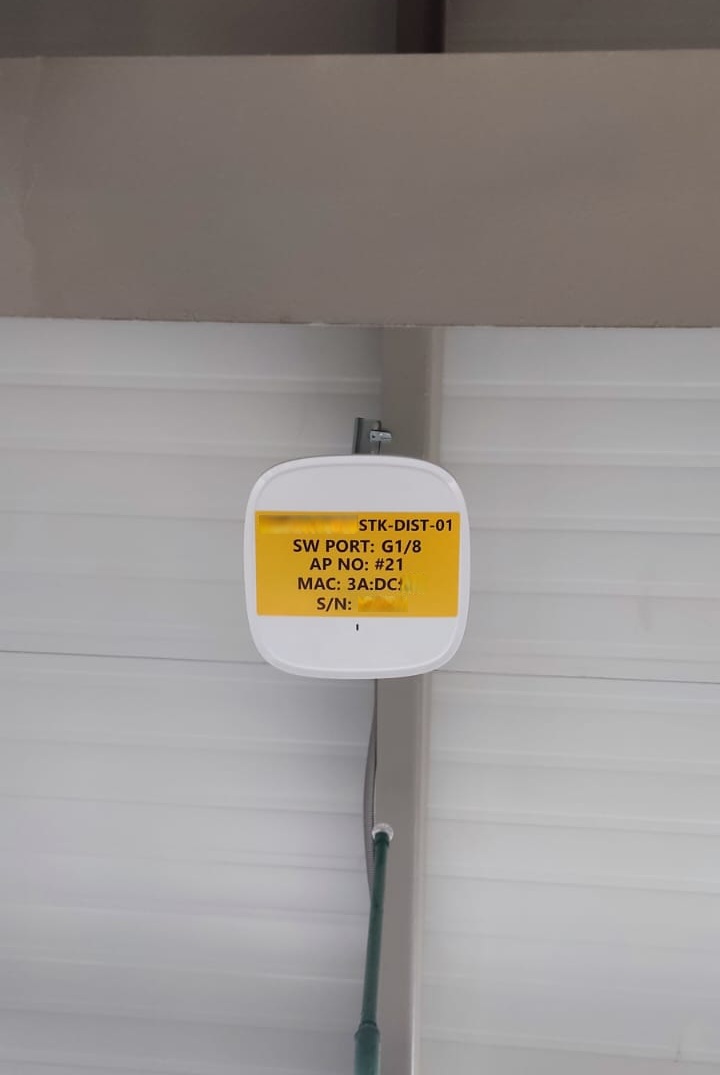 STK-DIST-01
SW PORT: G1/8
AP NO: #21
MAC: 3A:DC:
S/N: